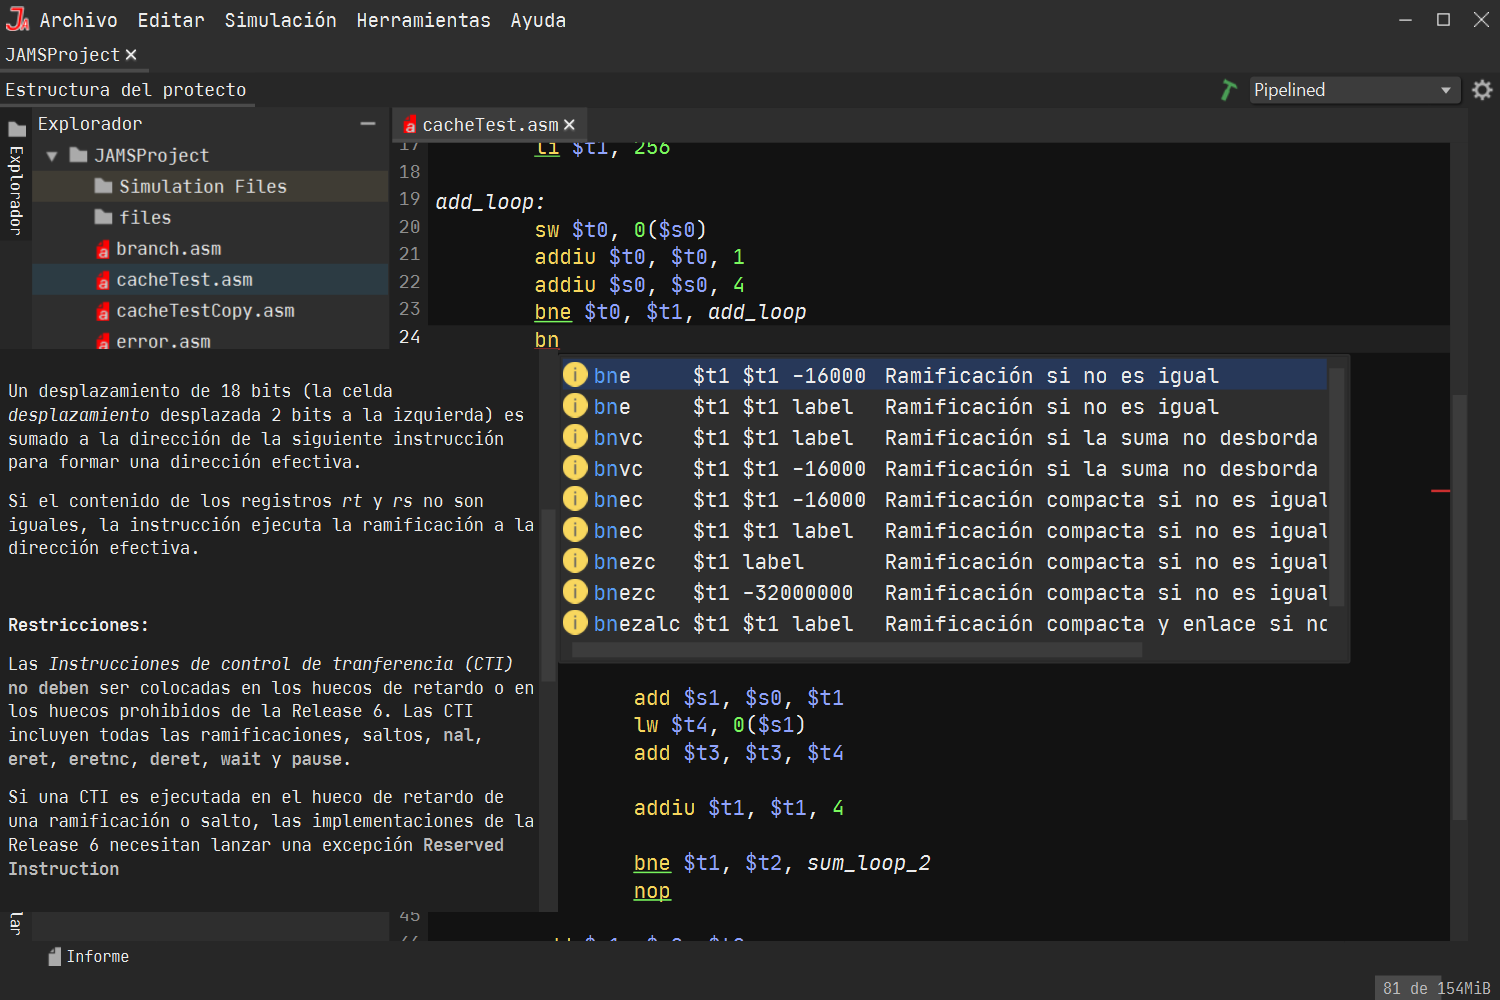 Archivo Editar Simulación Herramientas Ayuda
JAMSProject
Estructura del protecto
Pipelined
Explorador
Explorador
JAMSProject
Simulation Files
files
branch.asm
cacheTest.asm
cacheTestCopy.asm
error.asm
cacheTest.asm
17 li $t1, 256
18
19 add_loop:
20 sw $t0, 0($s0)
21 addiu $t0, $t0, 1
22 addiu $s0, $s0, 4
23 bne $t0, $t1, add_loop
24 bn
bne $t1 $t1 -16000 Ramificación si no es igual
bne $t1 $t1 label Ramificación si no es igual
bnvc $t1 $t1 label Ramificación si la suma no desborda
bnvc $t1 $t1 -16000 Ramificación si la suma no desborda
bnec $t1 $t1 -16000 Ramificación compacta si no es igual
bnec $t1 $t1 label Ramificación compacta si no es igual
bnezc $t1 label Ramificación compacta si no es igual
bnezc $t1 -32000000 Ramificación compacta si no es igual
bnezalc $t1 $t1 label Ramificación compacta y enlace si no
Un desplazamiento de 18 bits (la celda
desplazamiento desplazada 2 bits a la izquierda) es
sumado a la dirección de la siguiente instrucción
para formar una dirección efectiva.
Si el contenido de los registros rt y rs no son
iguales, la instrucción ejecuta la ramificación a la
dirección efectiva.
Restricciones:
Las Instrucciones de control de tranferencia (CTI)
no deben ser colocadas en los huecos de retardo o en
los huecos prohibidos de la Release 6. Las CTI
incluyen todas las ramificaciones, saltos, nal,
eret, eretnc, deret, wait y pause.
Si una CTI es ejecutada en el hueco de retardo de
una ramificación o salto, las implementaciones de la
Release 6 necesitan lanzar una excepción Reserved
Instruction
add $s1, $s0, $t1
lw $t4, 0($s1)
add $t3, $t3, $t4
addiu $t1, $t1, 4
bne $t1, $t2, sum_loop_2
nop
45
lar
Informe
81 de 154MiB